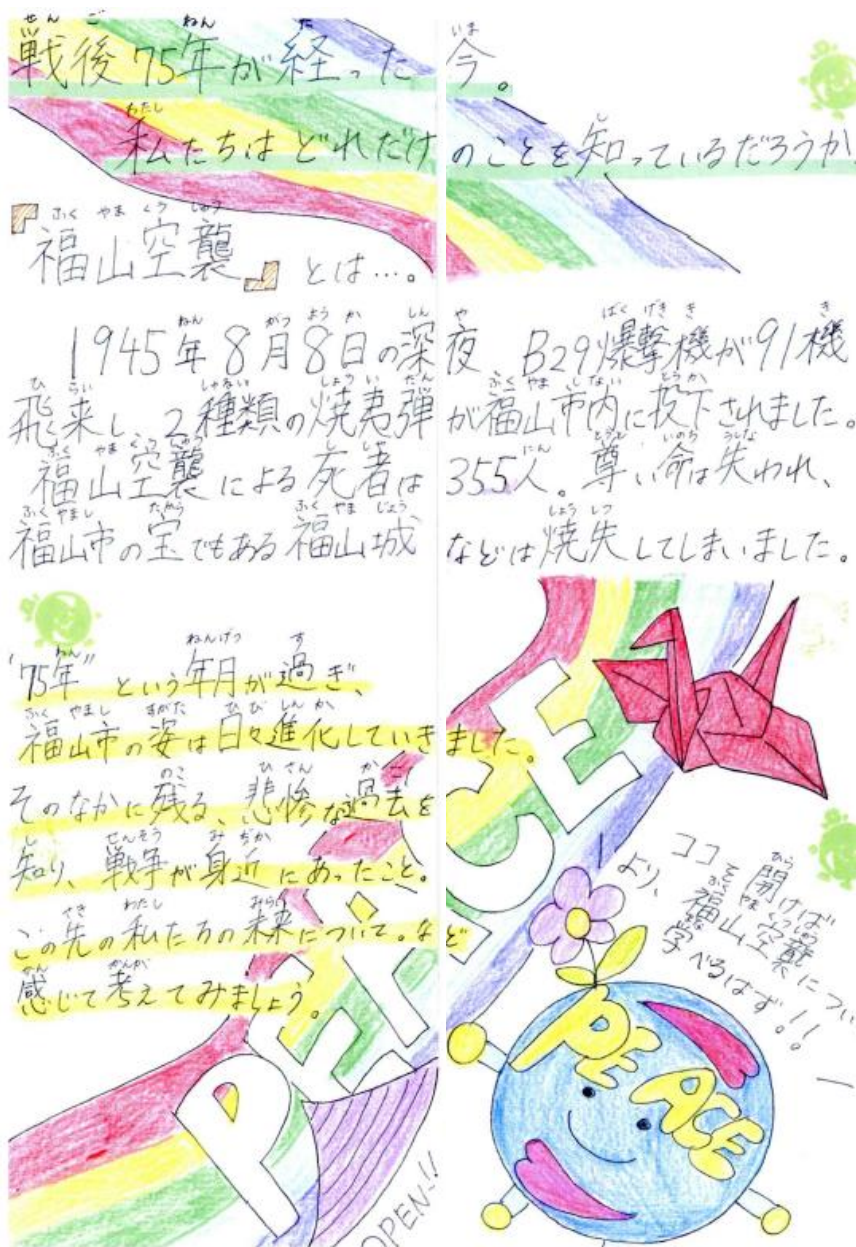 戦後75年が経った今。
私たちはどれだけのことを知っているだろうか。
『福山空襲』とは…。
1945年8月8日の深夜 B29爆撃機が91機
飛来し、2種類の焼夷弾が福山市内に投下されました。
福山空襲による死者は355人。尊い命は失われ、
福山市の宝でもある福山城などは焼失してしまいました。
"75年"という年月が過ぎ、
福山市の姿は日々進化していきました。
そのなかに残る、悲惨な過去を
知り、戦争が身近にあったこと。
この先の私たちの未来について。など
感じて考えてみましょう。
PEACE
OPEN!!
ココ開けば
より、福山空襲につい
学べるはず!!
PEACE